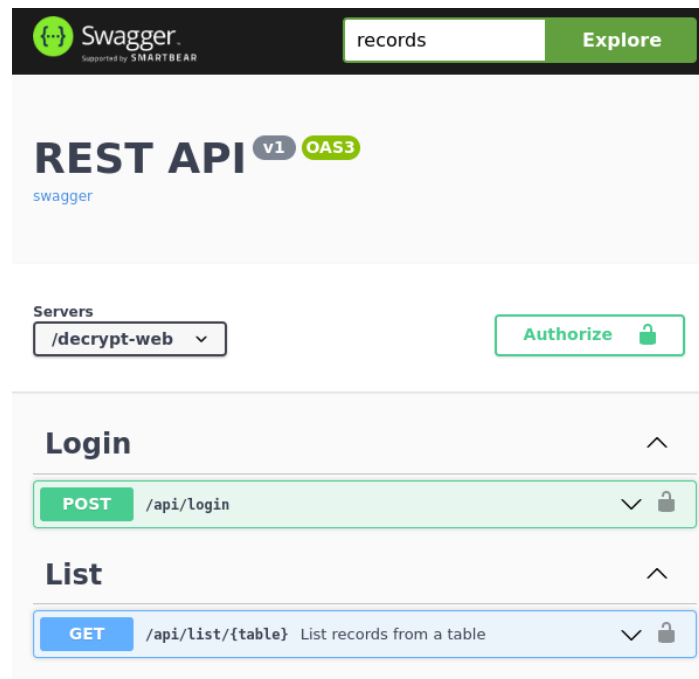 {...} Swagger.
Supported by SMARTBEAR
records
Explore
REST API v1 OAS3
swagger
Servers
/decrypt-web
Authorize
Login
POST /api/login
List
GET /api/list/{table} List records from a table